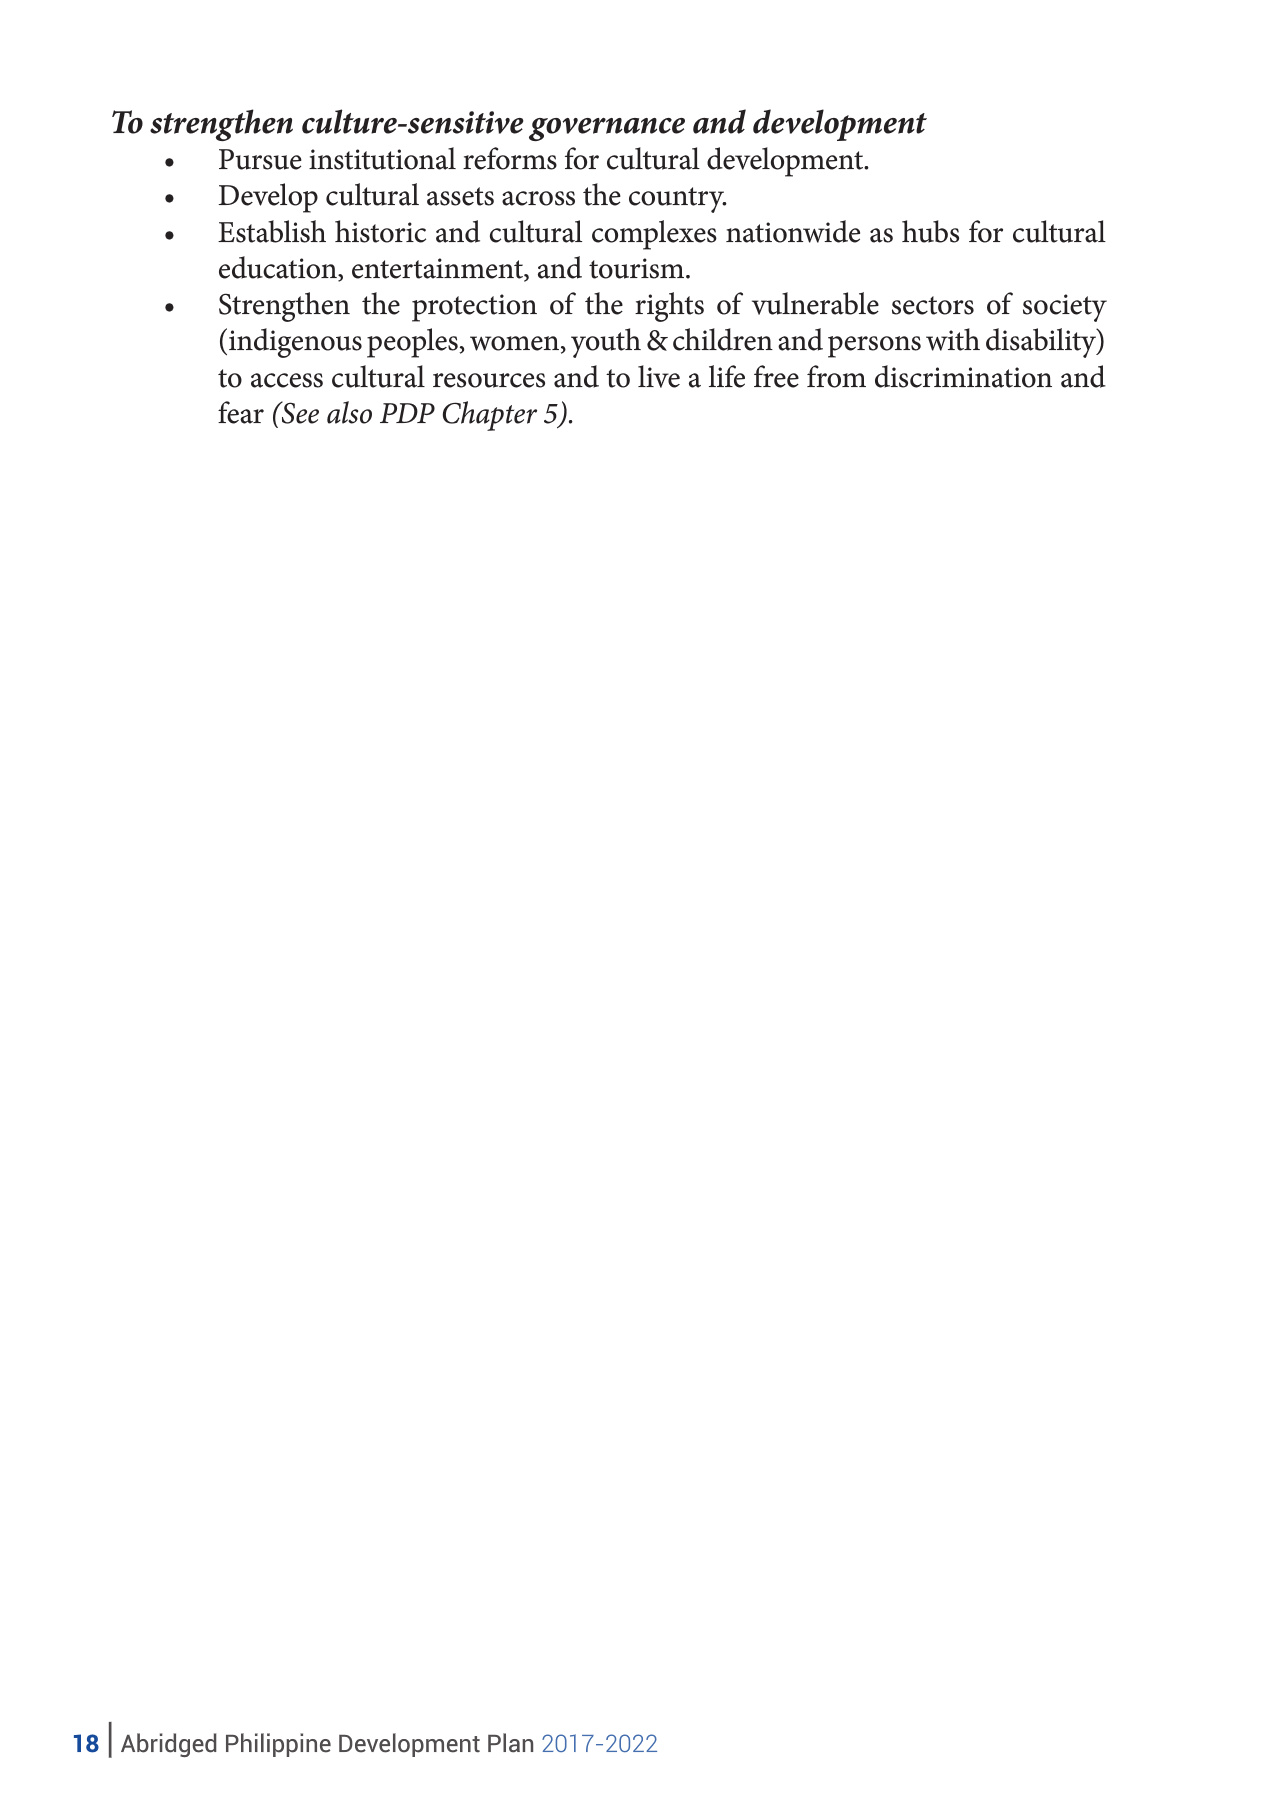 To strengthen culture-sensitive governance and development
• Pursue institutional reforms for cultural development.
• Develop cultural assets across the country.
• Establish historic and cultural complexes nationwide as hubs for cultural
education, entertainment, and tourism.
• Strengthen the protection of the rights of vulnerable sectors of society
(indigenous peoples, women, youth & children and persons with disability)
to access cultural resources and to live a life free from discrimination and
fear (See also PDP Chapter 5).
18 | Abridged Philippine Development Plan 2017-2022